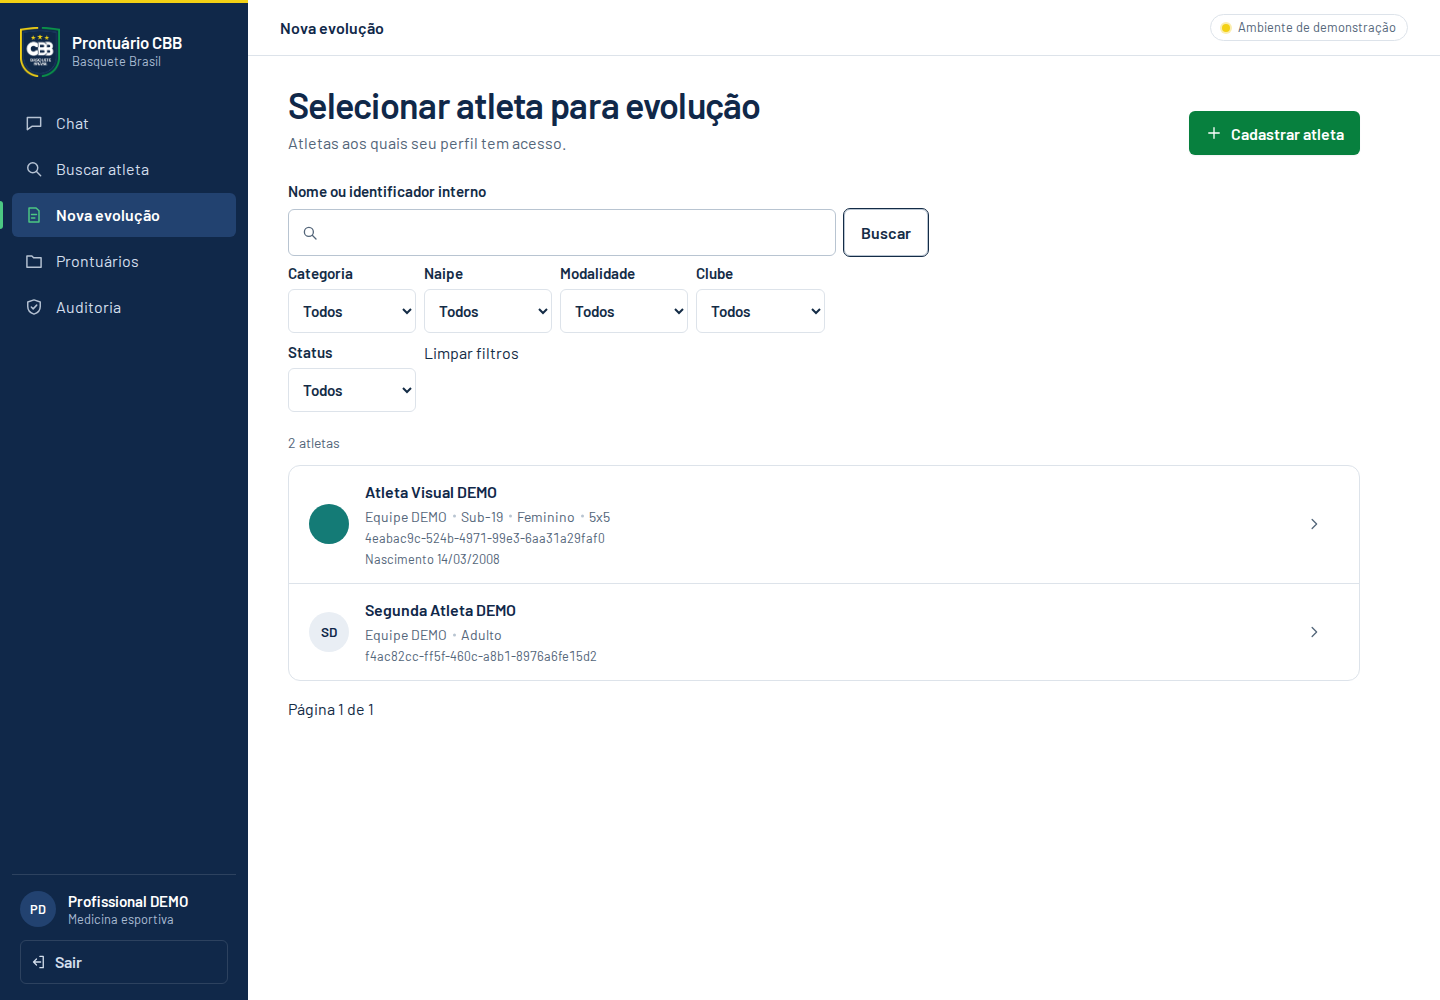 CBB
Prontuário CBB
Basquete Brasil
Chat
Buscar atleta
Nova evolução
Prontuários
Auditoria
PD
Profissional DEMO
Medicina esportiva
Sair
Nova evolução
Ambiente de demonstração
Selecionar atleta para evolução
Atletas aos quais seu perfil tem acesso.
Cadastrar atleta
Nome ou identificador interno
Buscar
Categoria Naipe Modalidade Clube
Todos Todos Todos Todos
Status Limpar filtros
Todos
2 atletas
Atleta Visual DEMO
Equipe DEMO • Sub-19 • Feminino • 5x5
4eabac9c-524b-4971-99e3-6aa31a29faf0
Nascimento 14/03/2008
SD
Segunda Atleta DEMO
Equipe DEMO • Adulto
f4ac82cc-ff5f-460c-a8b1-8976a6fe15d2
Página 1 de 1